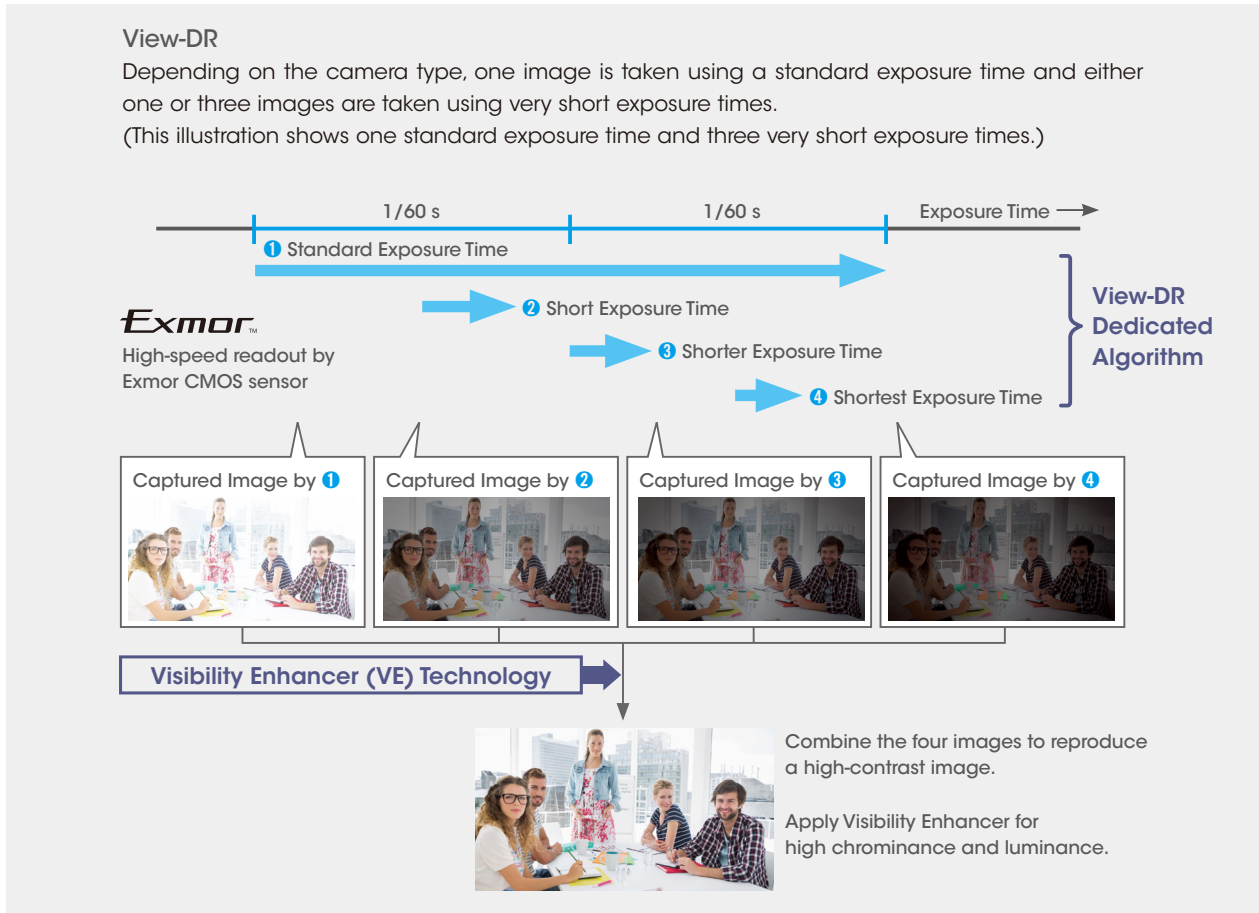 View-DR
Depending on the camera type, one image is taken using a standard exposure time and either
one or three images are taken using very short exposure times.
(This illustration shows one standard exposure time and three very short exposure times.)
1/60 s
1/60 s
Exposure Time
❶ Standard Exposure Time
❷ Short Exposure Time
❸ Shorter Exposure Time
❹ Shortest Exposure Time
View-DR
Dedicated
Algorithm
Exmor™
High-speed readout by
Exmor CMOS sensor
Captured Image by ❶
Captured Image by ❷
Captured Image by ❸
Captured Image by ❹
Visibility Enhancer (VE) Technology
Combine the four images to reproduce
a high-contrast image.
Apply Visibility Enhancer for
high chrominance and luminance.